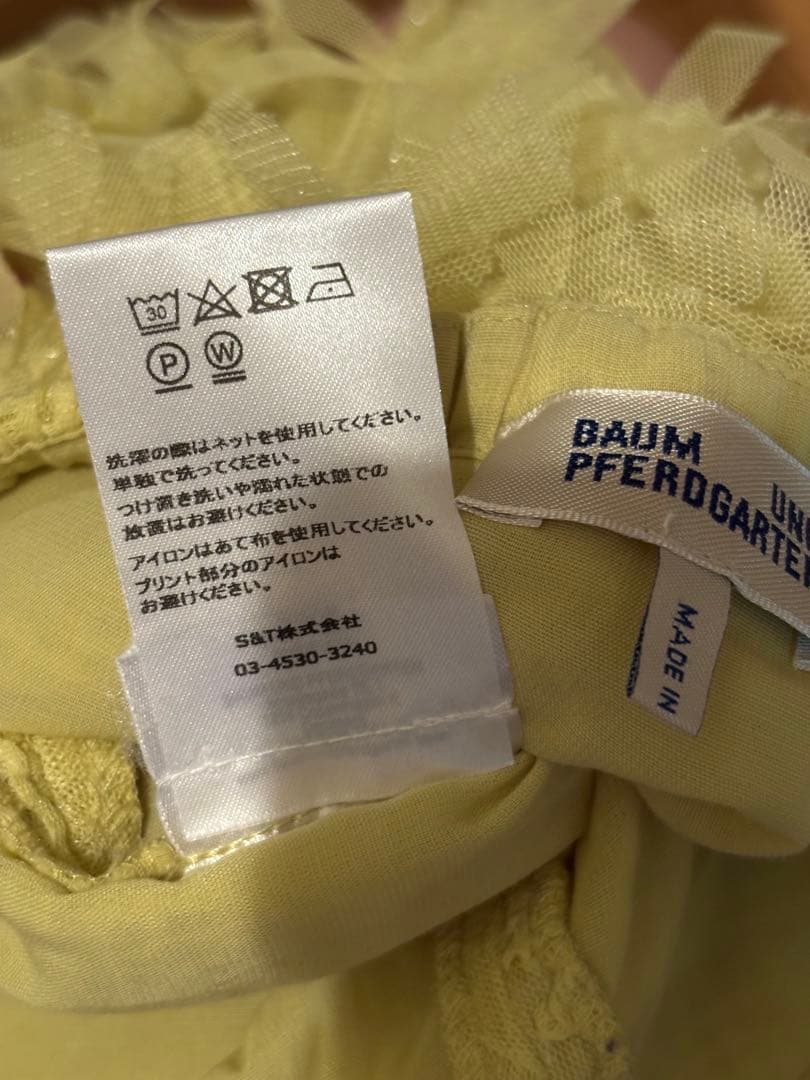 30
P W
洗濯の際はネットを使用してください。
単独で洗ってください。
つけ置き洗いや濡れた状態での
放置はお避けください。
アイロンはあて布を使用してください。
プリント部分のアイロンは
お避けください。
S&T株式会社
03-4530-3240
BAUM
PFERDGARTEN
MADE IN